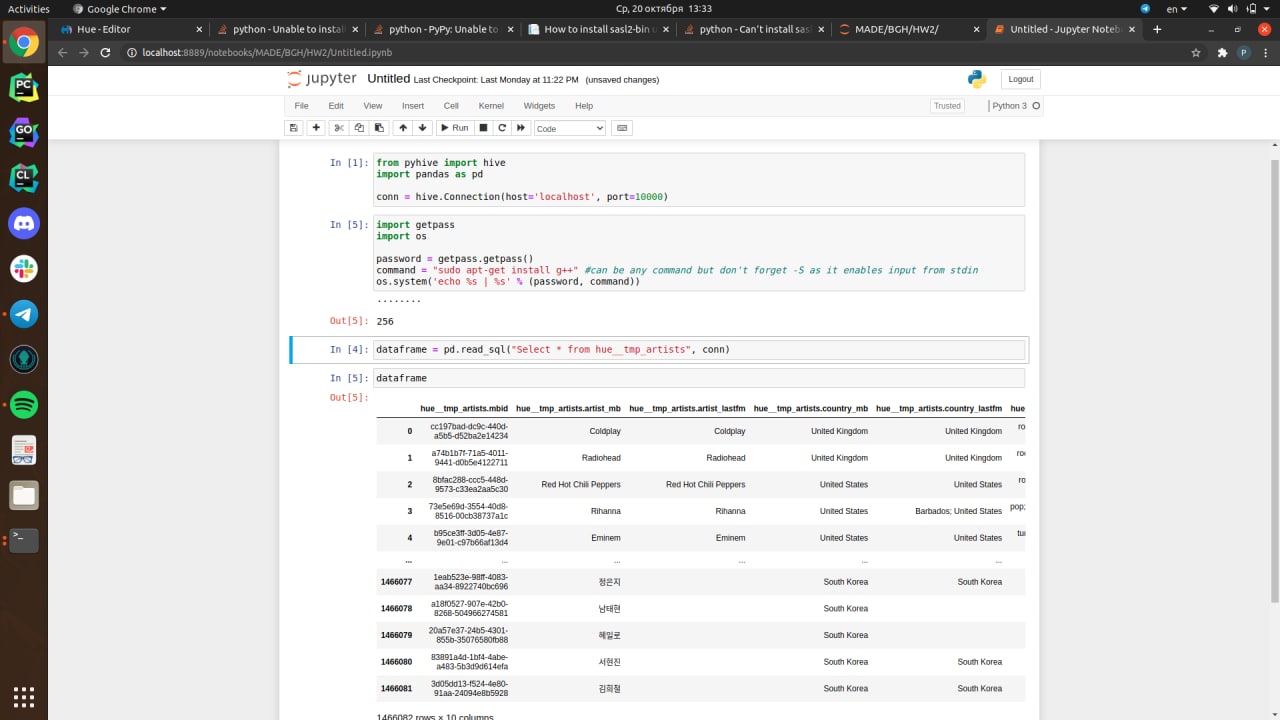 Activities
Google Chrome
Ср, 20 октября 13:33
en
Hue - Editor
python - Unable to install
python - PyPy: Unable to
How to install sasl2-bin
python - Can't install sas
MADE/BGH/HW2/
Untitled - Jupyter Noteb
localhost:8889/notebooks/MADE/BGH/HW2/Untitled.ipynb
P
jupyter Untitled Last Checkpoint: Last Monday at 11:22 PM (unsaved changes)
Logout
File Edit View Insert Cell Kernel Widgets Help
Trusted
Python 3
Run
Code
In [1]: from pyhive import hive
import pandas as pd
conn = hive.Connection(host='localhost', port=10000)
In [5]: import getpass
import os
password = getpass.getpass()
command = "sudo apt-get install g++" #can be any command but don't forget -S as it enables input from stdin
os.system('echo %s | %s' % (password, command))
........
Out[5]: 256
In [4]: dataframe = pd.read_sql("Select * from hue__tmp_artists", conn)
In [5]: dataframe
Out[5]:
hue__tmp_artists.mbid hue__tmp_artists.artist_mb hue__tmp_artists.artist_lastfm hue__tmp_artists.country_mb hue__tmp_artists.country_lastfm hue
0 cc197bad-dc9c-440d-a5b5-d52ba2e14234 Coldplay Coldplay United Kingdom United Kingdom ro
1 a74b1b7f-71a5-4011-9441-d0b5e4122711 Radiohead Radiohead United Kingdom United Kingdom
2 8bfac288-ccc5-448d-9573-c33ea2aa5c30 Red Hot Chili Peppers Red Hot Chili Peppers United States United States ro
3 73e5e69d-3554-40d8-8516-00cb38737a1c Rihanna Rihanna United States Barbados; United States pop;
4 b95ce3ff-3d05-4e87-9e01-c97b66af13d4 Eminem Eminem United States United States
... ... ... ... ... ...
1466077 1eab523e-98ff-4083-aa34-8922740bc696 정은지 South Korea South Korea
1466078 a18f0527-907e-42b0-8268-504966274581 남태현 South Korea
1466079 20a57e37-24b5-4301-855b-35076580fb88 헤일로 South Korea
1466080 83891a4d-1bf4-4abe-a483-5b3d9d614efa 서현진 South Korea South Korea
1466081 3d05dd13-f524-4e80-91aa-24094e8b5928 김희철 South Korea South Korea
1466082 rows × 10 columns